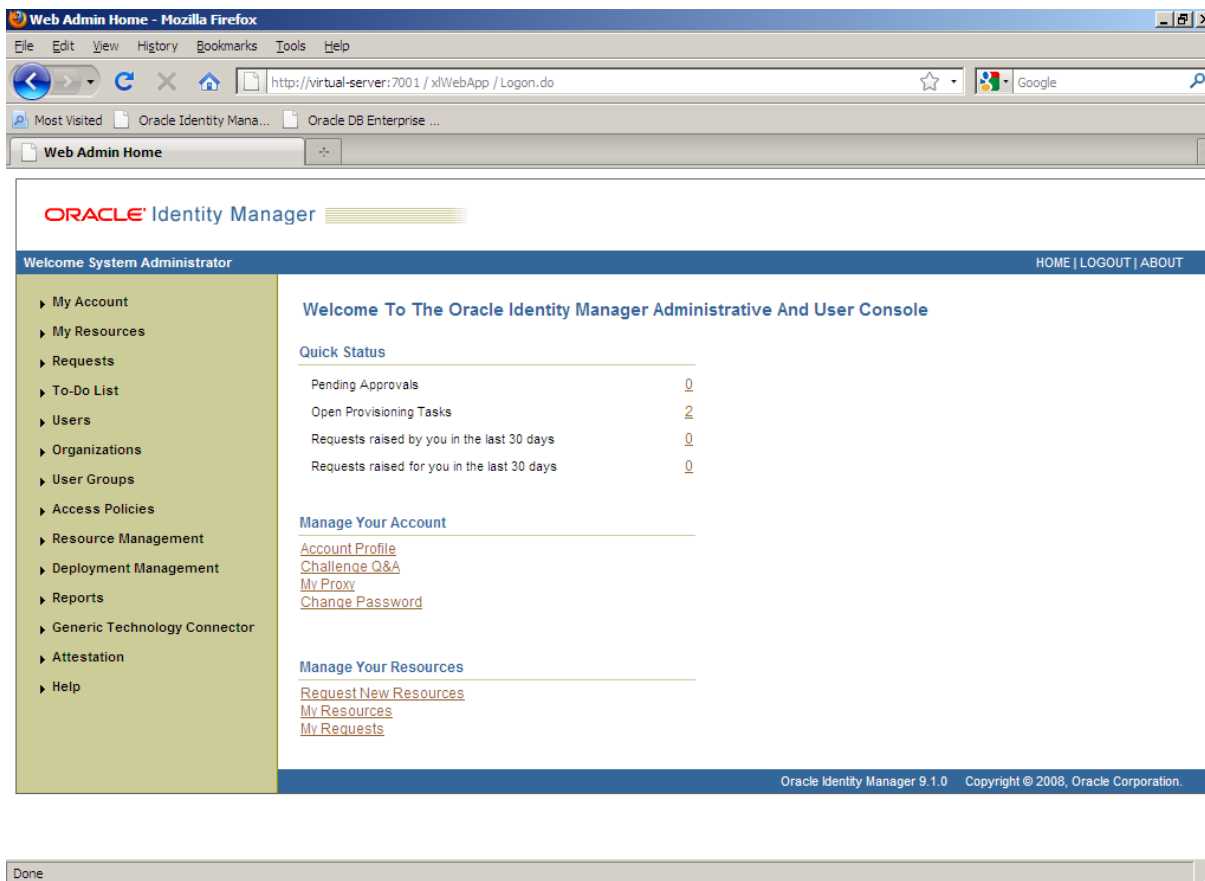 Web Admin Home - Mozilla Firefox
File Edit View History Bookmarks Tools Help
http://virtual-server:7001 / xlWebApp / Logon.do
Google
Most Visited Oracle Identity Mana... Oracle DB Enterprise ...
Web Admin Home
ORACLE Identity Manager
Welcome System Administrator HOME | LOGOUT | ABOUT
My Account
My Resources
Requests
To-Do List
Users
Organizations
User Groups
Access Policies
Resource Management
Deployment Management
Reports
Generic Technology Connector
Attestation
Help
Welcome To The Oracle Identity Manager Administrative And User Console
Quick Status
Pending Approvals 0
Open Provisioning Tasks 2
Requests raised by you in the last 30 days 0
Requests raised for you in the last 30 days 0
Manage Your Account
Account Profile
Challenge Q&A
My Proxy
Change Password
Manage Your Resources
Request New Resources
My Resources
My Requests
Oracle Identity Manager 9.1.0 Copyright © 2008, Oracle Corporation.
Done